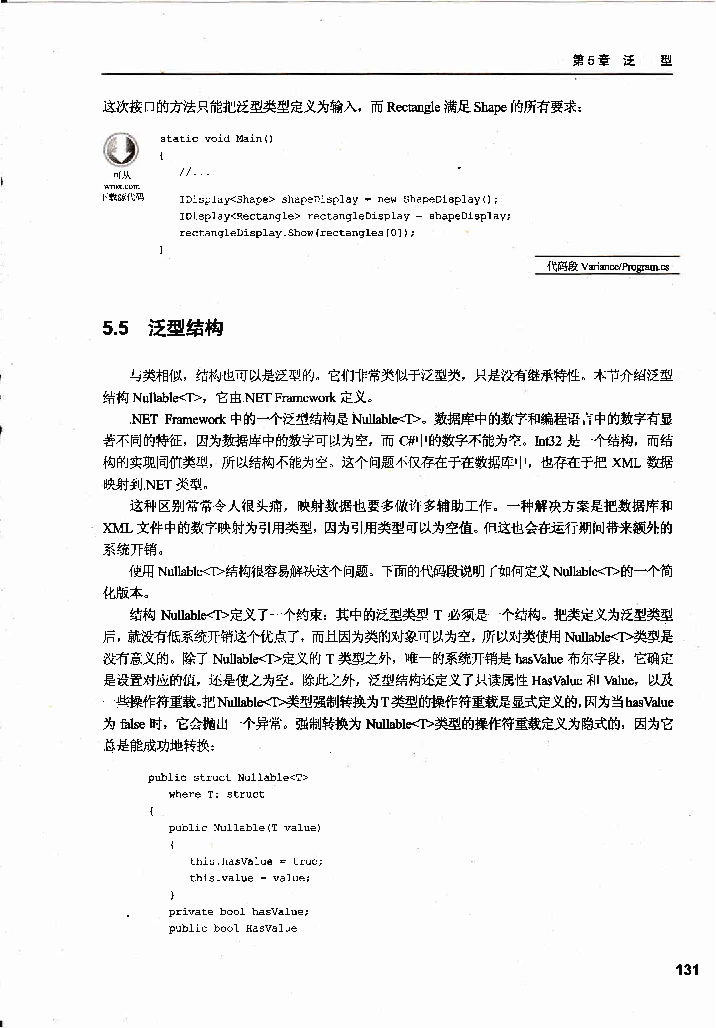 第5章 泛 型
这次接口的方法只能把泛型类型定义为输入，而 Rectangle 满足 Shape 的所有要求：
static void Main()
{
//...
可从
wrox.com
下载源代码
IDisplay<Shape> shapeDisplay = new ShapeDisplay();
IDisplay<Rectangle> rectangleDisplay = shapeDisplay;
rectangleDisplay.Show(rectangles[0]);
}
代码段 Variance/Program.cs
5.5 泛型结构
与类相似，结构也可以是泛型的。它们非常类似于泛型类，只是没有继承特性。本节介绍泛型
结构 Nullable<T>，它由.NET Framework 定义。
.NET Framework 中的一个泛型结构是 Nullable<T>。数据库中的数字和编程语言中的数字有显
著不同的特征，因为数据库中的数字可以为空，而 C#中的数字不能为空。Int32 是一个结构，而结
构的实现同值类型，所以结构不能为空。这个问题不仅存在于在数据库中，也存在于把 XML 数据
映射到.NET 类型。
这种区别常常令人很头痛，映射数据也要多做许多辅助工作。一种解决方案是把数据库和
XML 文件中的数字映射为引用类型，因为引用类型可以为空值。但这也会在运行期间带来额外的
系统开销。
使用 Nullable<T>结构很容易解决这个问题。下面的代码段说明了如何定义 Nullable<T>的一个简
化版本。
结构 Nullable<T>定义了一个约束：其中的泛型类型 T 必须是一个结构。把类定义为泛型类型
后，就没有低系统开销这个优点了，而且因为类的对象可以为空，所以对类使用 Nullable<T>类型是
没有意义的。除了 Nullable<T>定义的 T 类型之外，唯一的系统开销是 hasValue 布尔字段，它确定
是设置对应的值，还是使之为空。除此之外，泛型结构还定义了只读属性 HasValue 和 Value，以及
一些操作符重载。把 Nullable<T>类型强制转换为 T 类型的操作符重载是显式定义的，因为当 hasValue
为 false 时，它会抛出一个异常。强制转换为 Nullable<T>类型的操作符重载定义为隐式的，因为它
总是能成功地转换：
public struct Nullable<T>
where T: struct
{
public Nullable(T value)
{
this.hasValue = true;
this.value = value;
}
private bool hasValue;
public bool HasValue
131